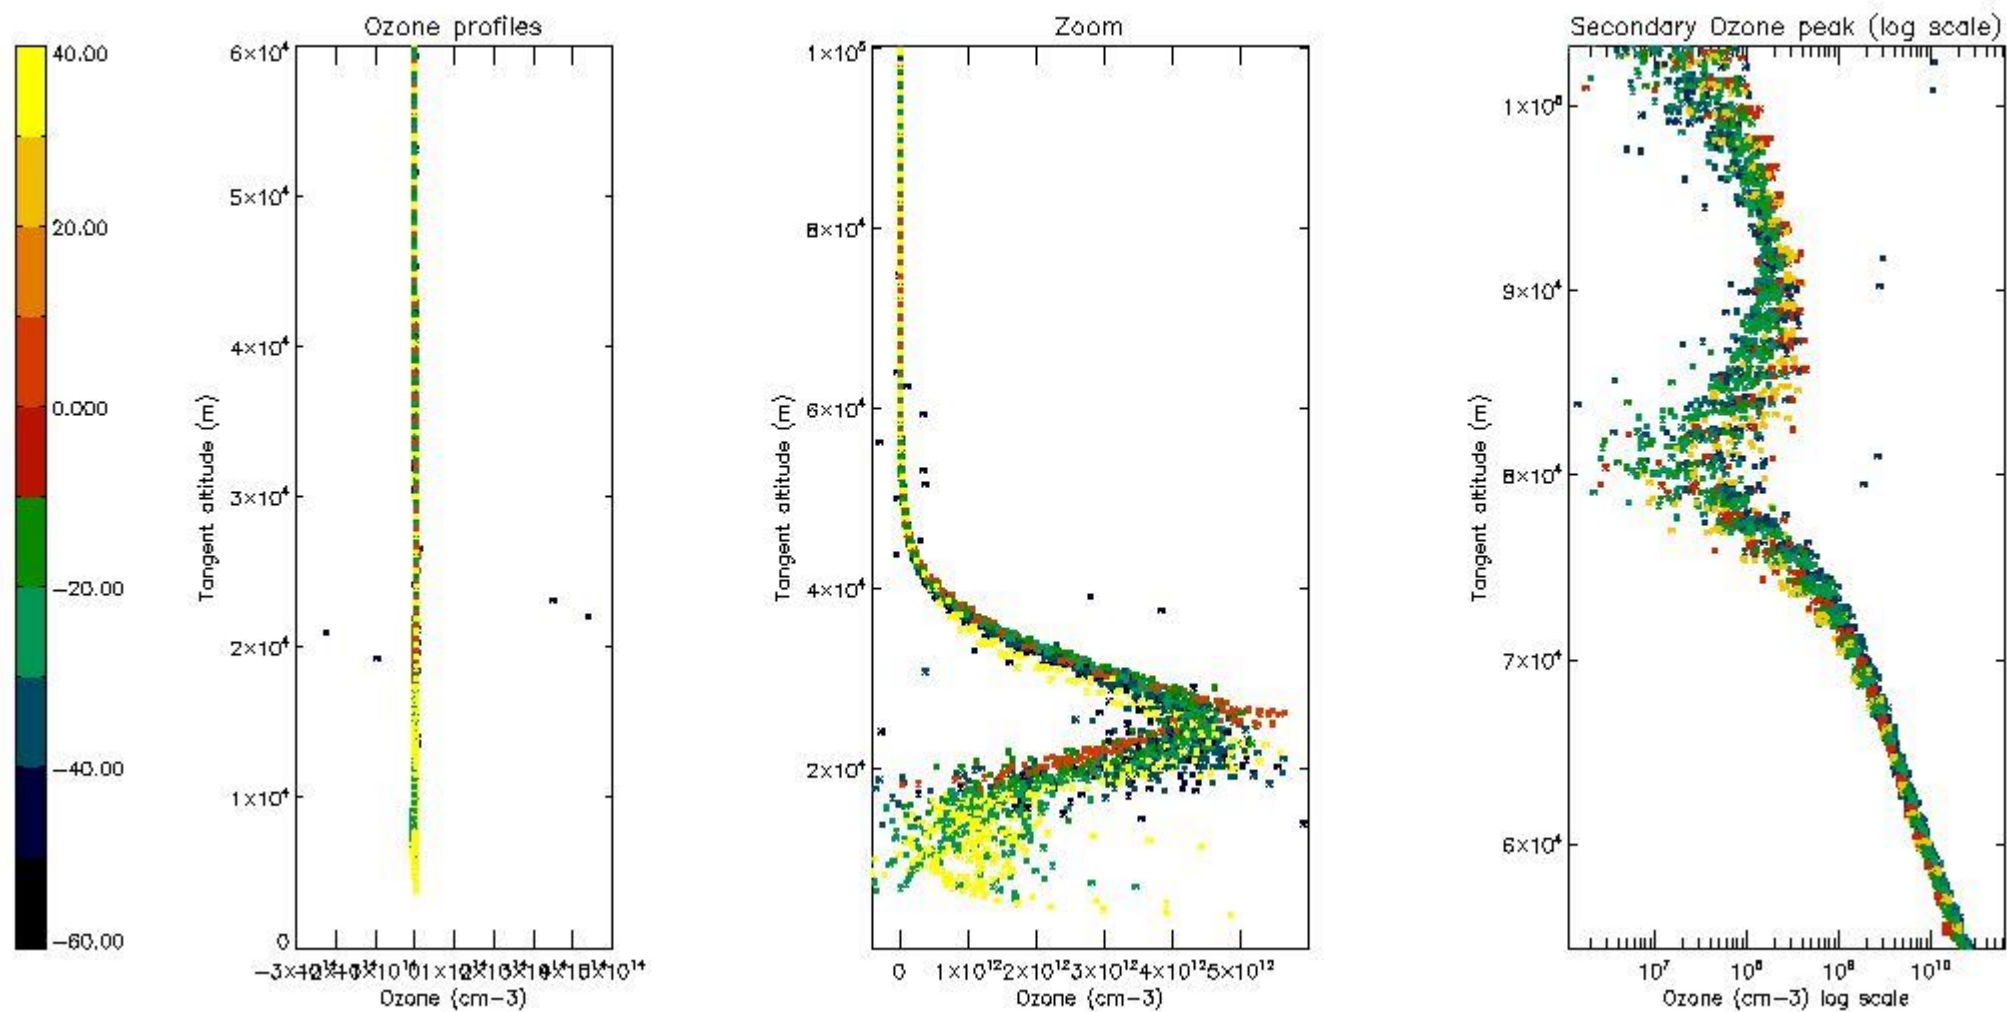 Ozone profiles
Zoom
Secondary Ozone peak (log scale)
40.00
20.00
0.000
−20.00
−40.00
−60.00
6×10⁴
5×10⁴
4×10⁴
3×10⁴
2×10⁴
1×10⁴
0
Tangent altitude (m)
Ozone (cm−3)
1×10⁵
8×10⁴
6×10⁴
4×10⁴
2×10⁴
Tangent altitude (m)
0 1×10¹² 2×10¹² 3×10¹² 4×10¹² 5×10¹²
Ozone (cm−3)
1×10⁵
9×10⁴
8×10⁴
7×10⁴
6×10⁴
Tangent altitude (m)
10⁷ 10⁸ 10⁹ 10¹⁰
Ozone (cm−3) log scale